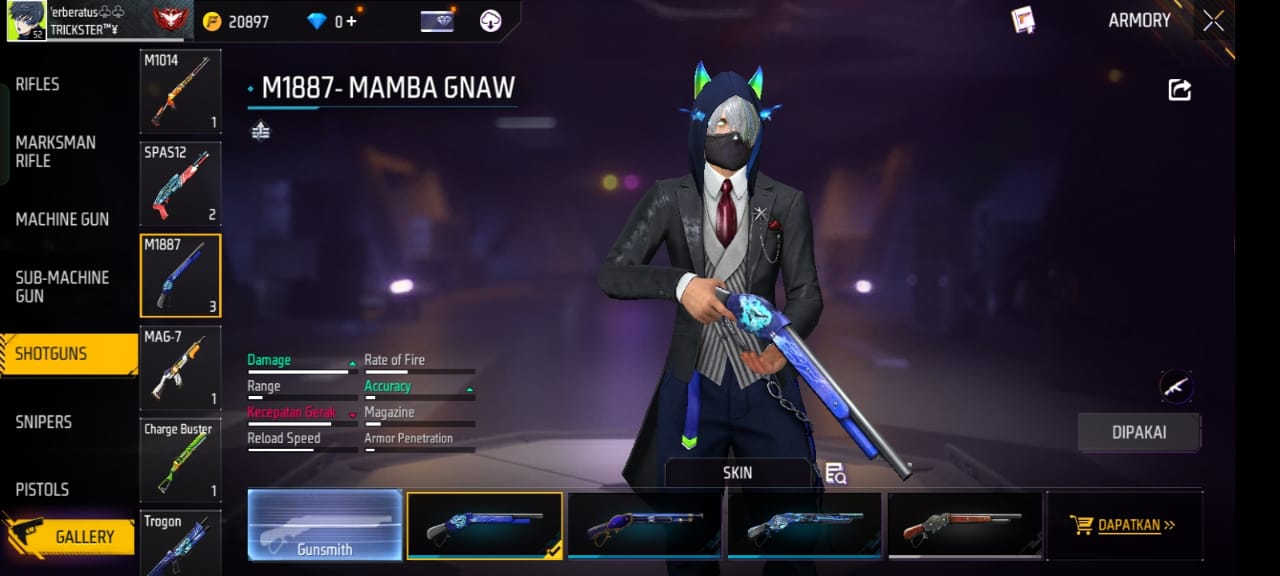 'erberatus♧♧
TRICKSTER™¥
52
20897
0 +
ARMORY
RIFLES
MARKSMAN
RIFLE
MACHINE GUN
SUB-MACHINE
GUN
SHOTGUNS
SNIPERS
PISTOLS
GALLERY
M1014
1
SPAS12
2
M1887
3
MAG-7
1
Charge Buster
1
Trogon
M1887- MAMBA GNAW
Damage
Rate of Fire
Range
Accuracy
Kecepatan Gerak
Magazine
Reload Speed
Armor Penetration
DIPAKAI
SKIN
Gunsmith
DAPATKAN >>